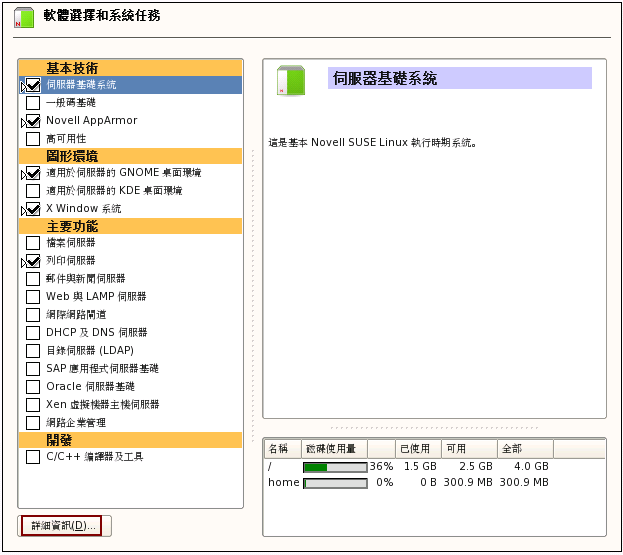 軟體選擇和系統任務
基本技術
伺服器基礎系統
一般碼基礎
Novell AppArmor
高可用性
圖形環境
適用於伺服器的 GNOME 桌面環境
適用於伺服器的 KDE 桌面環境
X Window 系統
主要功能
檔案伺服器
列印伺服器
郵件與新聞伺服器
Web 與 LAMP 伺服器
網際網路閘道
DHCP 及 DNS 伺服器
目錄伺服器 (LDAP)
SAP 應用程式伺服器基礎
Oracle 伺服器基礎
Xen 虛擬機器主機伺服器
網路企業管理
開發
C/C++ 編譯器及工具
詳細資訊(D)...
伺服器基礎系統
這是基本 Novell SUSE Linux 執行時期系統。
名稱 磁碟使用量 已使用 可用 全部
/ 36% 1.5 GB 2.5 GB 4.0 GB
home 0% 0 B 300.9 MB 300.9 MB